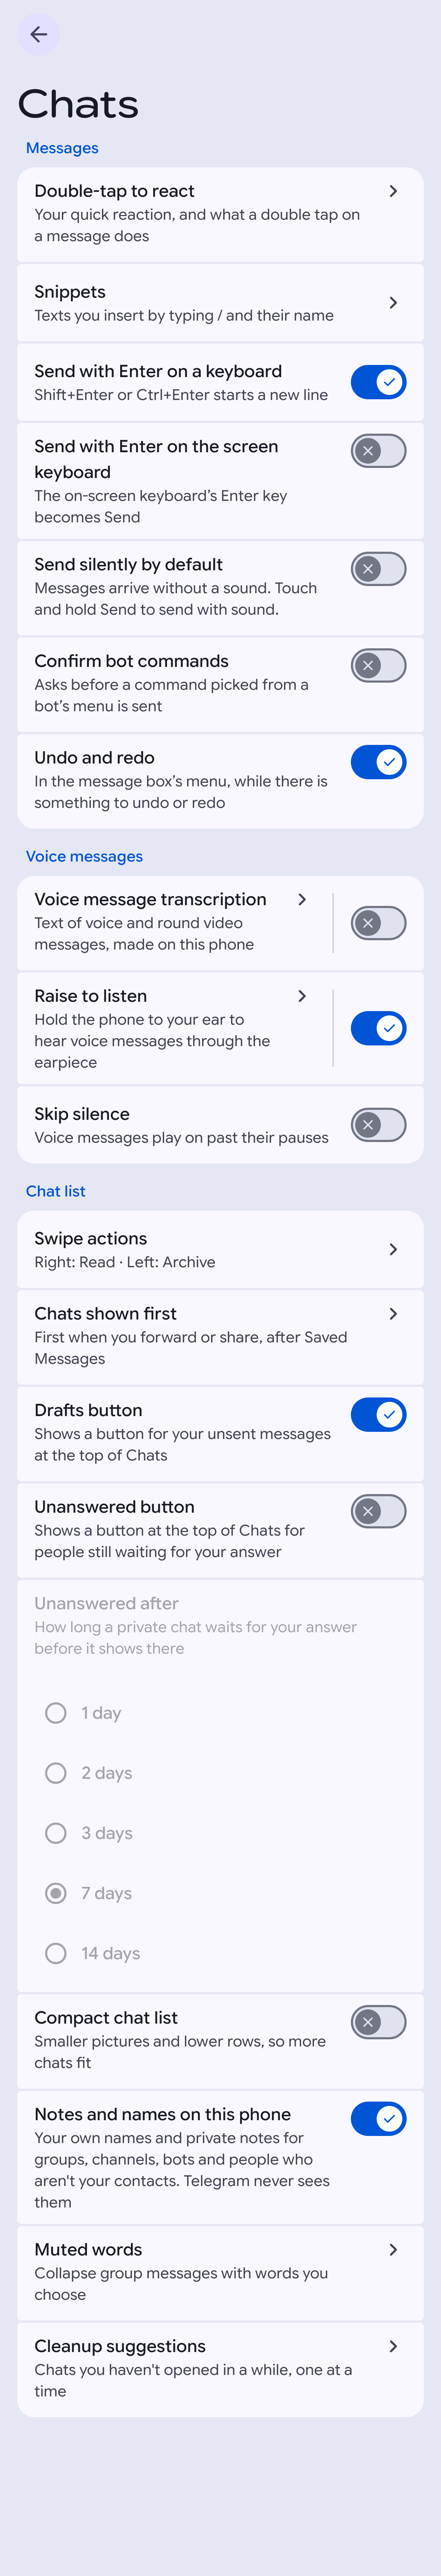 Chats
Messages
Double-tap to react
Your quick reaction, and what a double tap on
a message does
Snippets
Texts you insert by typing / and their name
Send with Enter on a keyboard
Shift+Enter or Ctrl+Enter starts a new line
Send with Enter on the screen
keyboard
The on-screen keyboard’s Enter key
becomes Send
Send silently by default
Messages arrive without a sound. Touch
and hold Send to send with sound.
Confirm bot commands
Asks before a command picked from a
bot’s menu is sent
Undo and redo
In the message box’s menu, while there is
something to undo or redo
Voice messages
Voice message transcription
Text of voice and round video
messages, made on this phone
Raise to listen
Hold the phone to your ear to
hear voice messages through the
earpiece
Skip silence
Voice messages play on past their pauses
Chat list
Swipe actions
Right: Read · Left: Archive
Chats shown first
First when you forward or share, after Saved
Messages
Drafts button
Shows a button for your unsent messages
at the top of Chats
Unanswered button
Shows a button at the top of Chats for
people still waiting for your answer
Unanswered after
How long a private chat waits for your answer
before it shows there
1 day
2 days
3 days
7 days
14 days
Compact chat list
Smaller pictures and lower rows, so more
chats fit
Notes and names on this phone
Your own names and private notes for
groups, channels, bots and people who
aren't your contacts. Telegram never sees
them
Muted words
Collapse group messages with words you
choose
Cleanup suggestions
Chats you haven't opened in a while, one at a
time